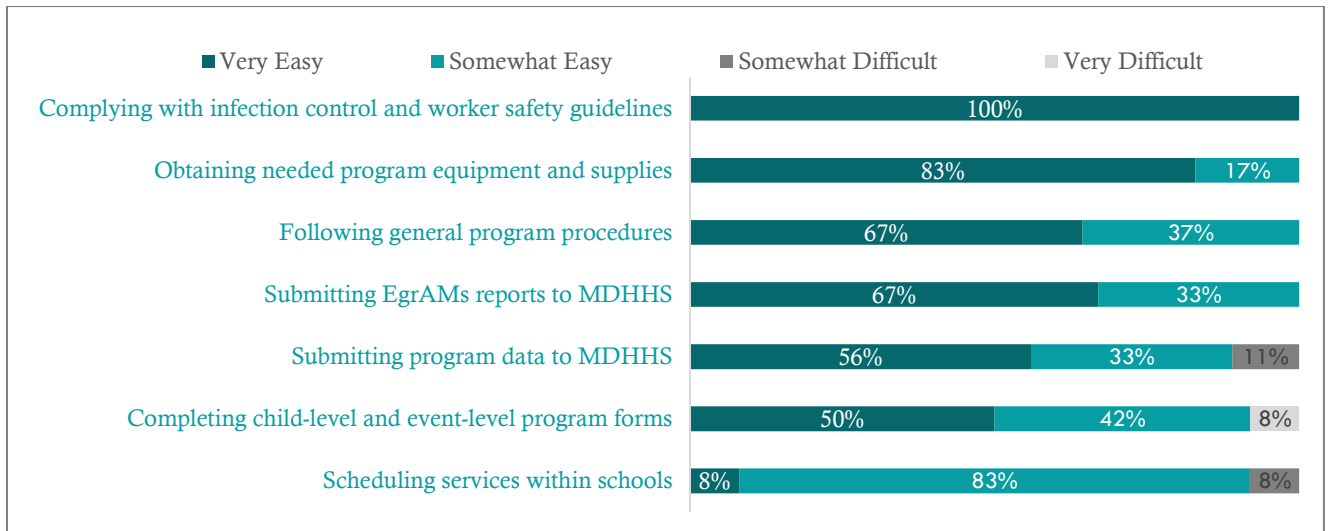 Very Easy Somewhat Easy Somewhat Difficult Very Difficult
Complying with infection control and worker safety guidelines 100%
Obtaining needed program equipment and supplies 83% 17%
Following general program procedures 67% 37%
Submitting EgrAMs reports to MDHHS 67% 33%
Submitting program data to MDHHS 56% 33% 11%
Completing child-level and event-level program forms 50% 42% 8%
Scheduling services within schools 8% 83% 8%